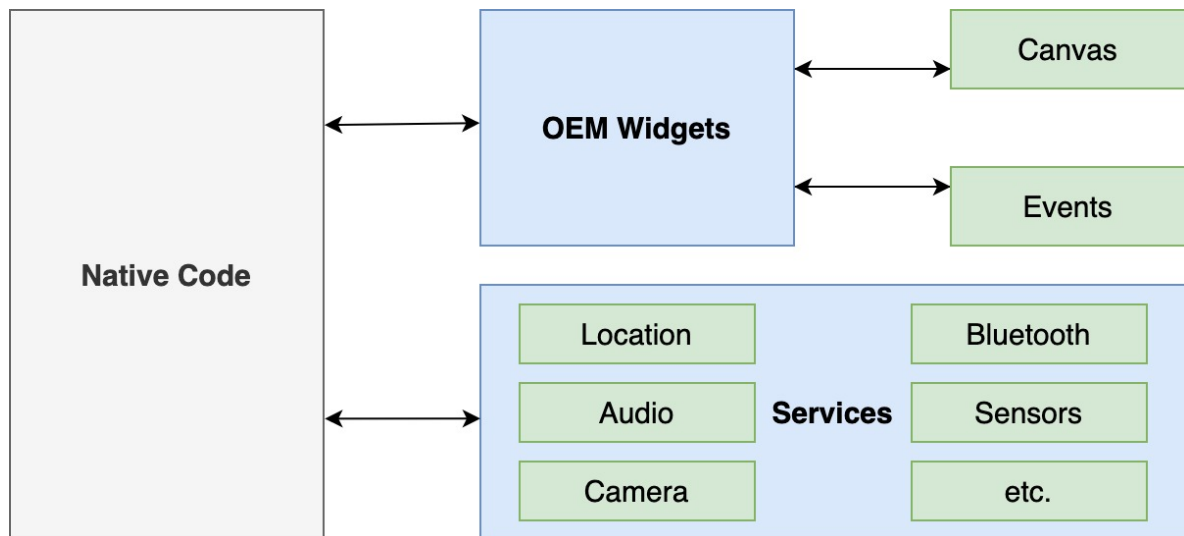 Native Code
OEM Widgets
Canvas
Events
Services
Location
Audio
Camera
Bluetooth
Sensors
etc.